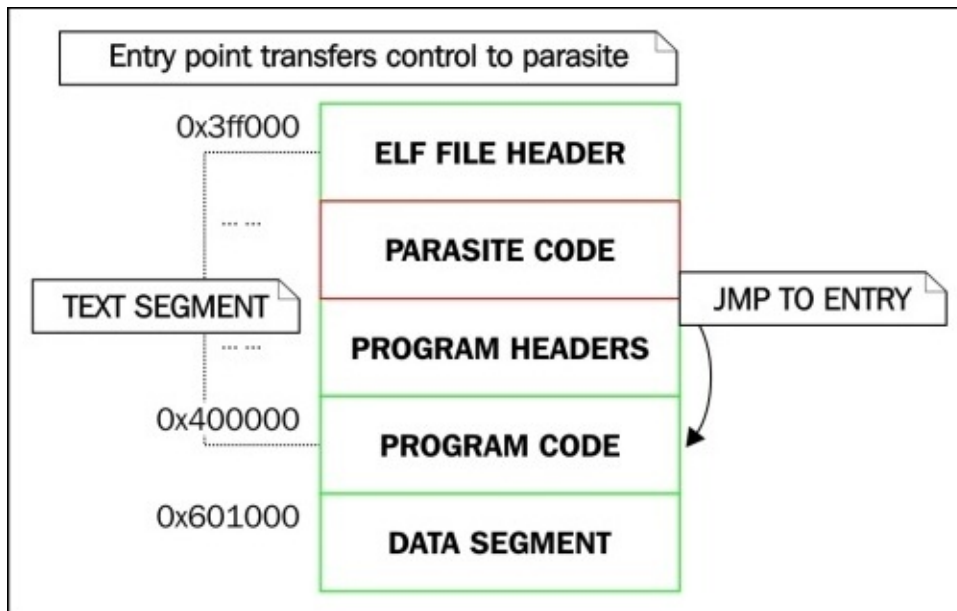 Entry point transfers control to parasite
0x3ff000
ELF FILE HEADER
... ...
PARASITE CODE
TEXT SEGMENT
JMP TO ENTRY
... ...
PROGRAM HEADERS
0x400000
PROGRAM CODE
0x601000
DATA SEGMENT